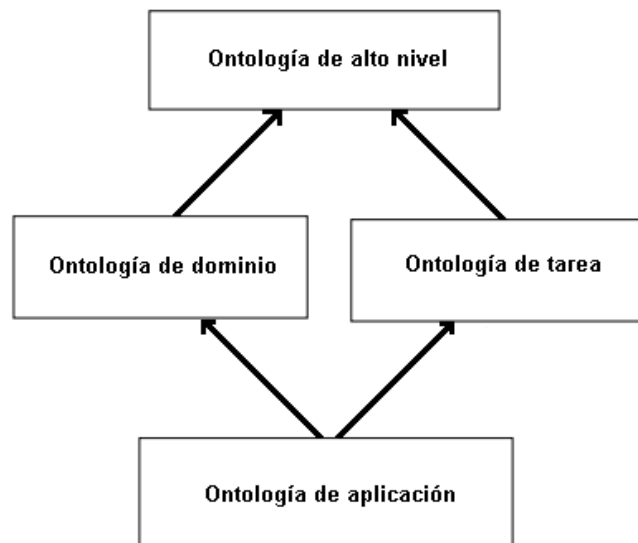 Ontología de alto nivel
Ontología de dominio
Ontología de tarea
Ontología de aplicación